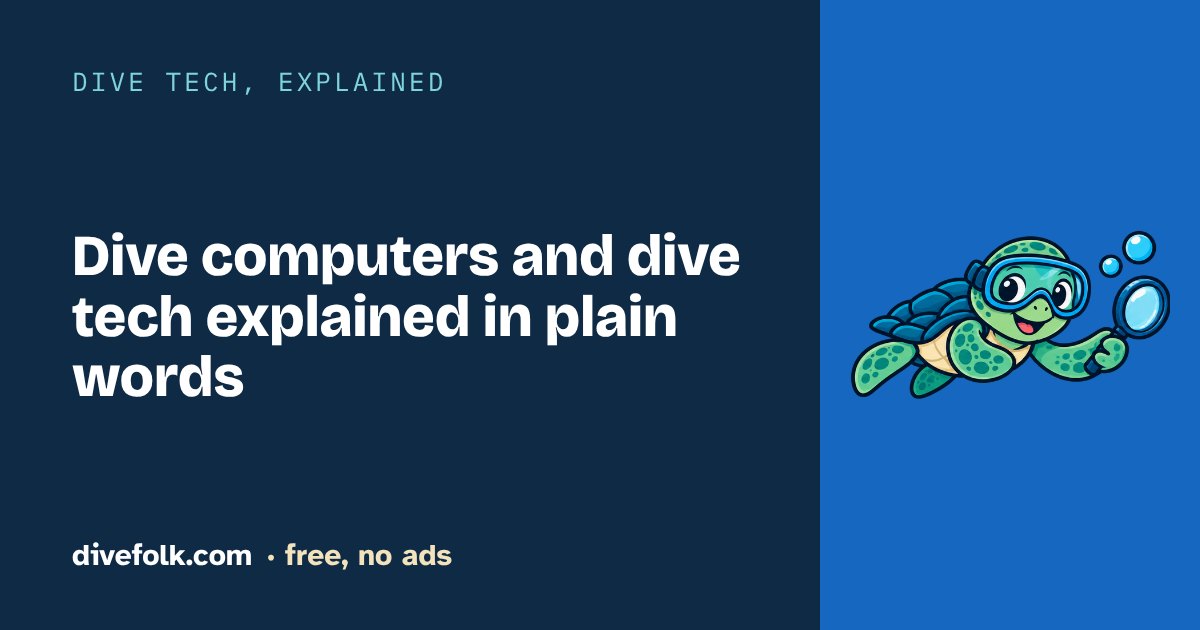 DIVE TECH, EXPLAINED
Dive computers and dive
tech explained in plain
words
divefolk.com · free, no ads